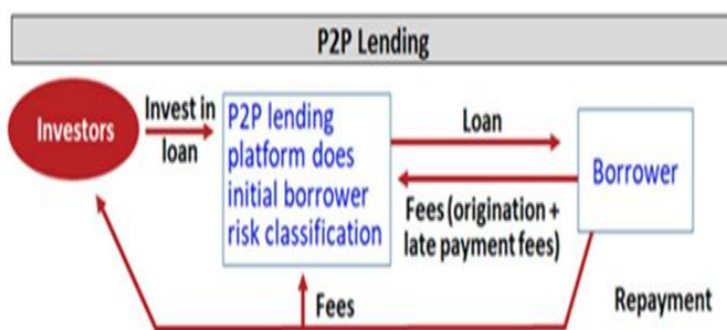 P2P Lending
Investors
Invest in
loan
P2P lending
platform does
initial borrower
risk classification
Loan
Fees (origination +
late payment fees)
Borrower
Fees
Repayment